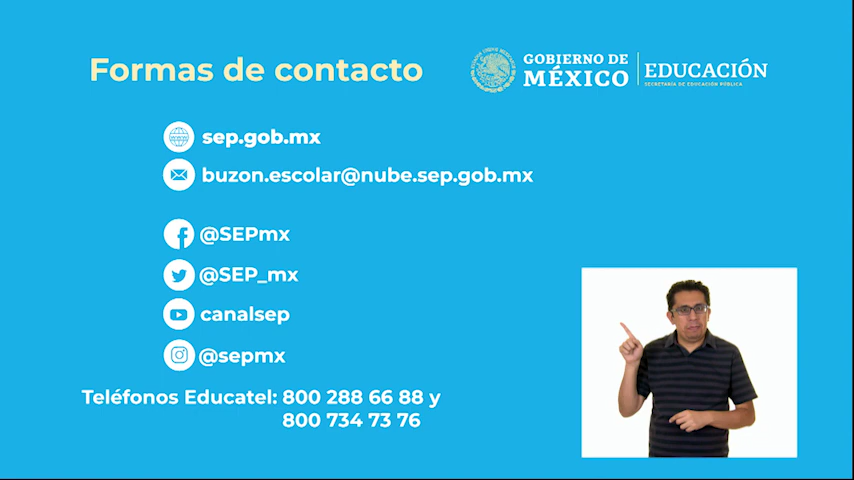 Formas de contacto
GOBIERNO DE
MÉXICO
EDUCACIÓN
SECRETARÍA DE EDUCACIÓN PÚBLICA
sep.gob.mx
buzon.escolar@nube.sep.gob.mx
@SEPmx
@SEP_mx
canalsep
@sepmx
Teléfonos Educatel: 800 288 66 88 y
800 734 73 76